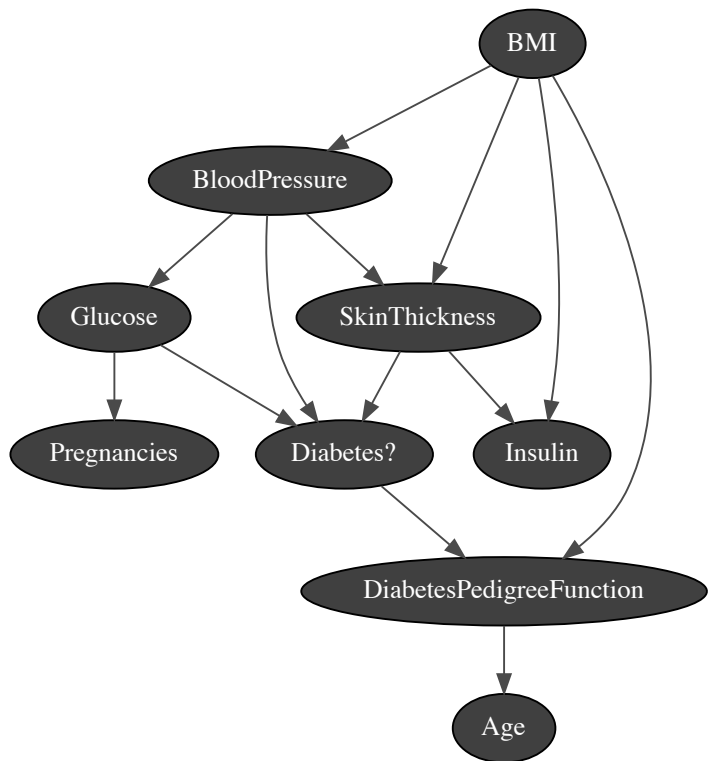 BMI
BloodPressure
Glucose
SkinThickness
Pregnancies
Diabetes?
Insulin
DiabetesPedigreeFunction
Age